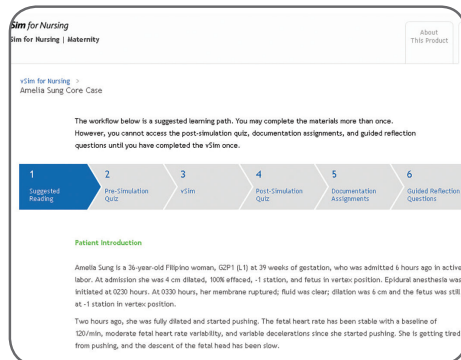 Sim for Nursing
Sim for Nursing | Maternity
About
This Product
vSim for Nursing >
Amelia Sung Core Case
The workflow below is a suggested learning path. You may complete the materials more than once.
However, you cannot access the post-simulation quiz, documentation assignments, and guided reflection
questions until you have completed the vSim once.
1
Suggested
Reading
2
Pre-Simulation
Quiz
3
vSim
4
Post-Simulation
Quiz
5
Documentation
Assignments
6
Guided Reflection
Questions
Patient Introduction
Amelia Sung is a 36-year-old Filipino woman, G2P1 (L1) at 39 weeks of gestation, who was admitted 6 hours ago in active
labor. At admission she was 4 cm dilated, 100% effaced, -1 station, and fetus in vertex position. Epidural anesthesia was
initiated at 0230 hours. At 0330 hours, her membrane ruptured; fluid was clear; dilation was 6 cm and the fetus was still
at -1 station in vertex position.
Two hours ago, she was fully dilated and started pushing. The fetal heart rate has been stable with a baseline of
120/min, moderate fetal heart rate variability, and variable decelerations since she started pushing. She is getting tired
from pushing, and the descent of the fetal head has been slow.